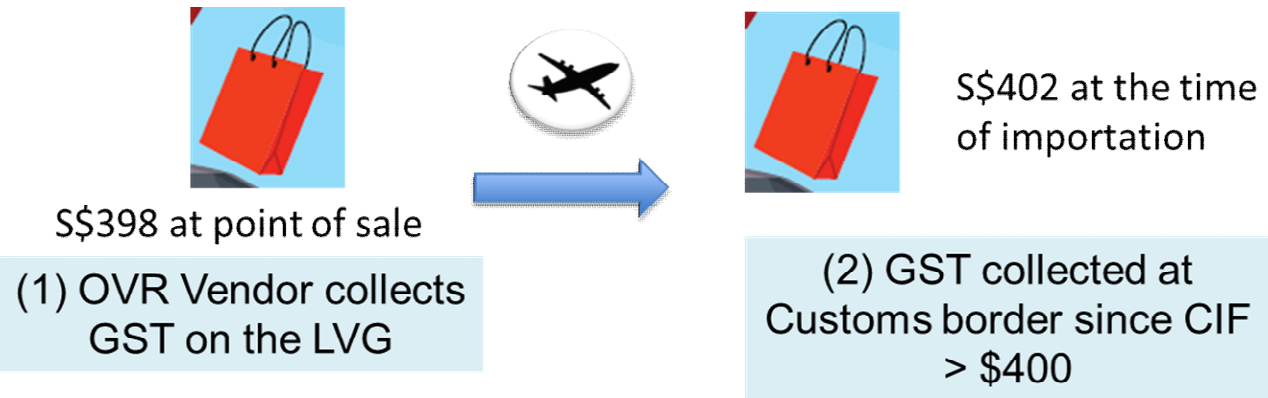 S$398 at point of sale
(1) OVR Vendor collects
GST on the LVG
S$402 at the time
of importation
(2) GST collected at
Customs border since CIF
> $400